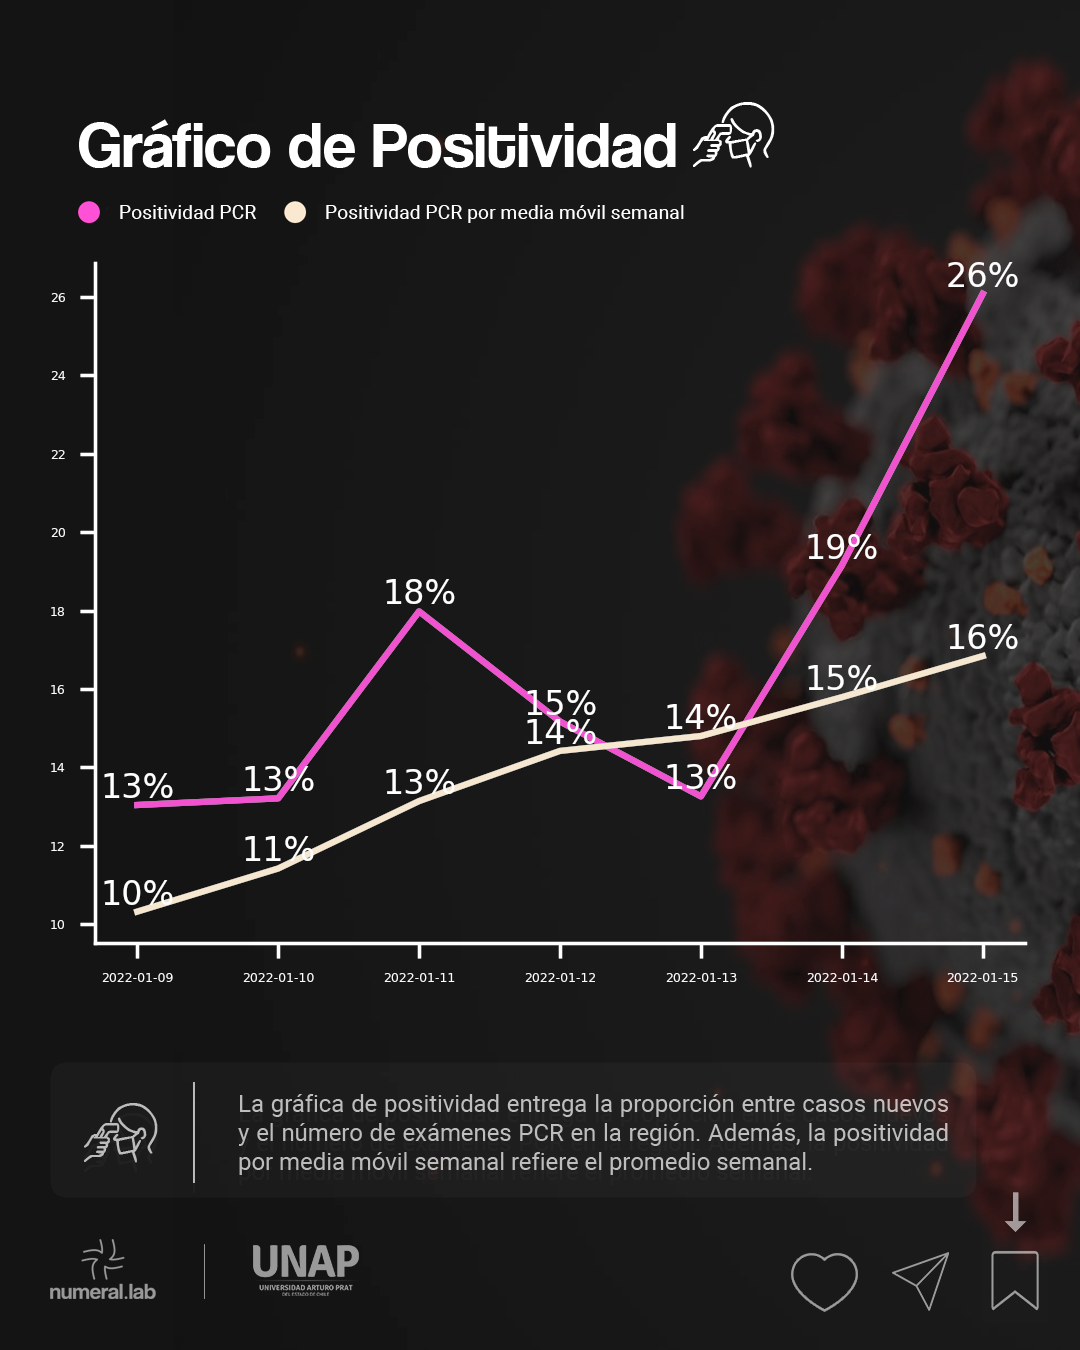 Gráfico de Positividad
Positividad PCR Positividad PCR por media móvil semanal
26
24
22
20
18
16
14
12
10
26%
19%
18%
16%
15%
15%
14%
14%
13%
13%
13%
13%
11%
10%
2022-01-09 2022-01-10 2022-01-11 2022-01-12 2022-01-13 2022-01-14 2022-01-15
La gráfica de positividad entrega la proporción entre casos nuevos
y el número de exámenes PCR en la región. Además, la positividad
por media móvil semanal refiere el promedio semanal.
numeral.lab
UNAP
UNIVERSIDAD ARTURO PRAT
DEL ESTADO DE CHILE